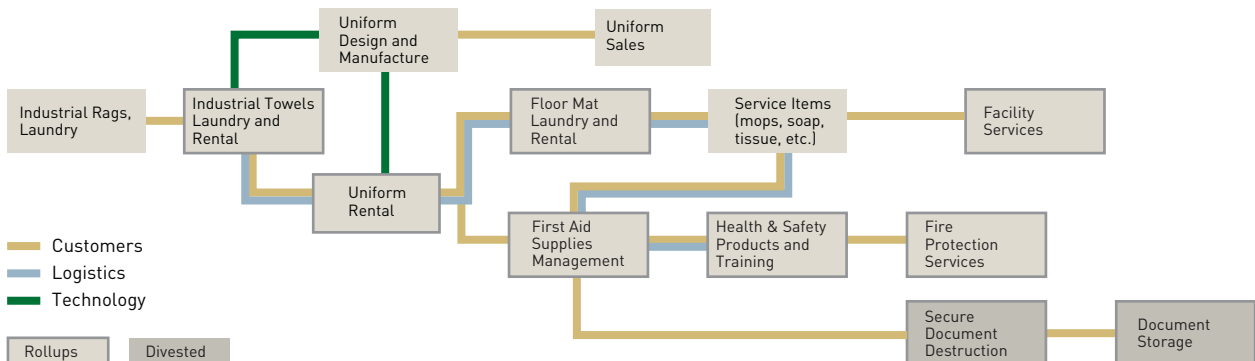 Uniform
Design and
Manufacture
Uniform
Sales
Industrial Rags,
Laundry
Industrial Towels
Laundry and
Rental
Floor Mat
Laundry and
Rental
Service Items
(mops, soap,
tissue, etc.)
Facility
Services
Uniform
Rental
First Aid
Supplies
Management
Health & Safety
Products and
Training
Fire
Protection
Services
Customers
Logistics
Technology
Secure
Document
Destruction
Document
Storage
Rollups
Divested